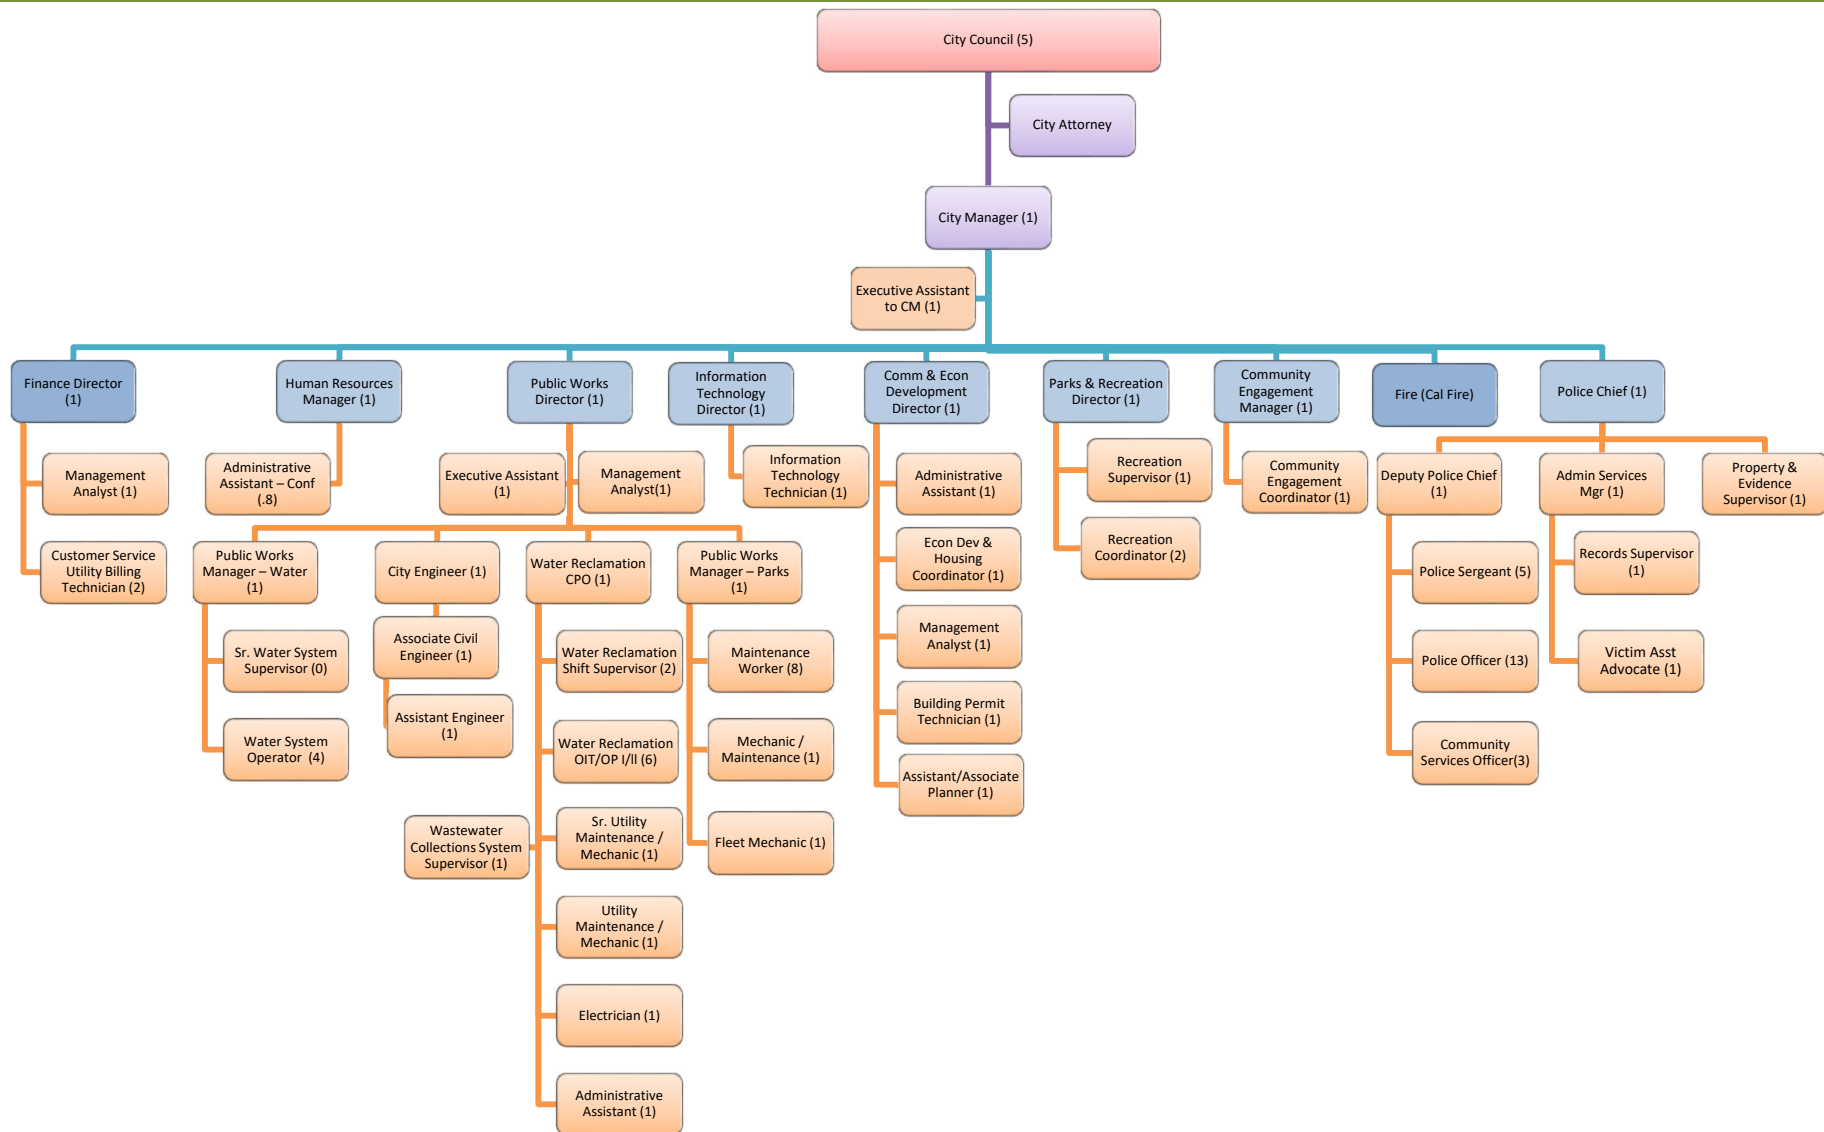 City Council (5)
City Attorney
City Manager (1)
Executive Assistant
to CM (1)
Finance Director
(1)
Human Resources
Manager (1)
Public Works
Director (1)
Information
Technology
Director (1)
Comm & Econ
Development
Director (1)
Parks & Recreation
Director (1)
Community
Engagement
Manager (1)
Fire (Cal Fire)
Police Chief (1)
Management
Analyst (1)
Customer Service
Utility Billing
Technician (2)
Administrative
Assistant – Conf
(.8)
Executive Assistant
(1)
Management
Analyst(1)
Public Works
Manager – Water
(1)
Sr. Water System
Supervisor (0)
Water System
Operator (4)
City Engineer (1)
Associate Civil
Engineer (1)
Assistant Engineer
(1)
Water Reclamation
CPO (1)
Water Reclamation
Shift Supervisor (2)
Water Reclamation
OIT/OP I/II (6)
Wastewater
Collections System
Supervisor (1)
Sr. Utility
Maintenance /
Mechanic (1)
Utility
Maintenance /
Mechanic (1)
Electrician (1)
Administrative
Assistant (1)
Public Works
Manager – Parks
(1)
Maintenance
Worker (8)
Mechanic /
Maintenance (1)
Fleet Mechanic (1)
Information
Technology
Technician (1)
Administrative
Assistant (1)
Econ Dev &
Housing
Coordinator (1)
Management
Analyst (1)
Building Permit
Technician (1)
Assistant/Associate
Planner (1)
Recreation
Supervisor (1)
Recreation
Coordinator (2)
Community
Engagement
Coordinator (1)
Deputy Police Chief
(1)
Police Sergeant (5)
Police Officer (13)
Community
Services Officer(3)
Admin Services
Mgr (1)
Records Supervisor
(1)
Victim Asst
Advocate (1)
Property &
Evidence
Supervisor (1)